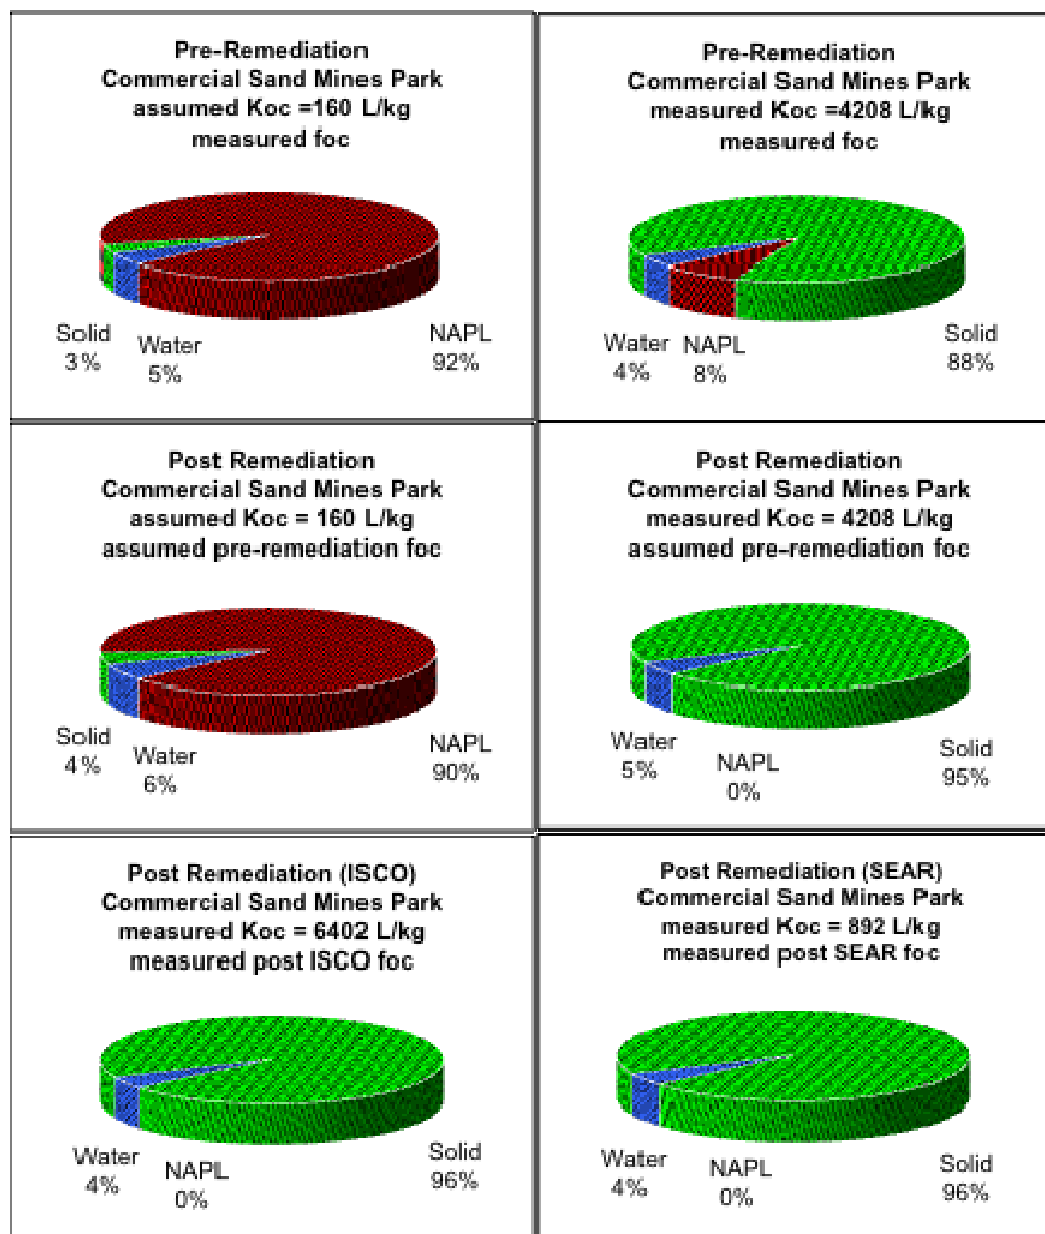 Pre-Remediation
Commercial Sand Mines Park
assumed Koc =160 L/kg
measured foc
Solid
3%
Water
5%
NAPL
92%
Pre-Remediation
Commercial Sand Mines Park
measured Koc =4208 L/kg
measured foc
Water
4%
NAPL
8%
Solid
88%
Post Remediation
Commercial Sand Mines Park
assumed Koc = 160 L/kg
assumed pre-remediation foc
Solid
4%
Water
6%
NAPL
90%
Post Remediation
Commercial Sand Mines Park
measured Koc = 4208 L/kg
assumed pre-remediation foc
Water
5%
NAPL
0%
Solid
95%
Post Remediation (ISCO)
Commercial Sand Mines Park
measured Koc = 6402 L/kg
measured post ISCO foc
Water
4%
NAPL
0%
Solid
96%
Post Remediation (SEAR)
Commercial Sand Mines Park
measured Koc = 892 L/kg
measured post SEAR foc
Water
4%
NAPL
0%
Solid
96%